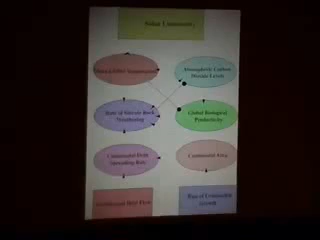 Solar Luminosity
Atmospheric Carbon
Dioxide Levels
Rate of Silicate Rock
Weathering
Global Biological
Productivity
Continental Drift
Spreading Rate
Continental Area
Rate of Continental
Growth